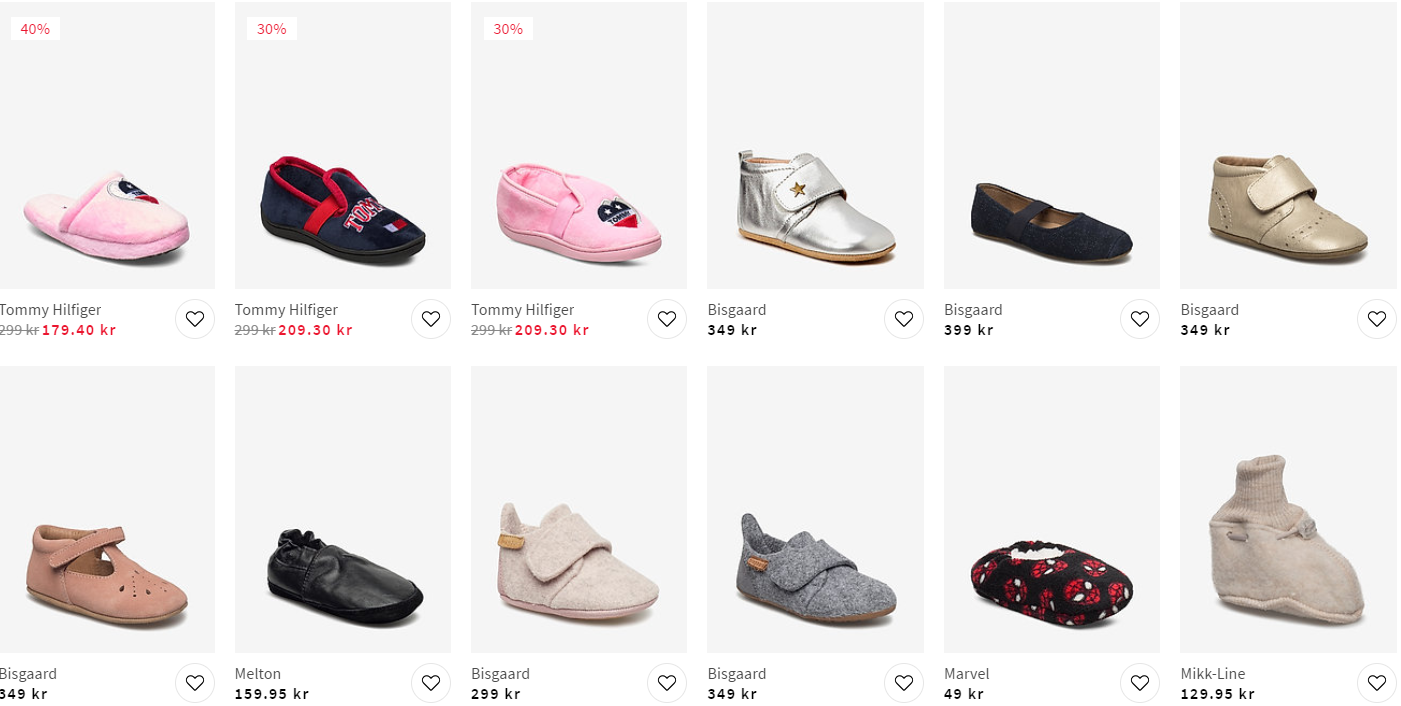 40%
30%
30%
Tommy Hilfiger
299 kr 179.40 kr
Tommy Hilfiger
299 kr 209.30 kr
Tommy Hilfiger
299 kr 209.30 kr
Bisgaard
349 kr
Bisgaard
399 kr
Bisgaard
349 kr
Bisgaard
349 kr
Melton
159.95 kr
Bisgaard
299 kr
Bisgaard
349 kr
Marvel
49 kr
Mikk-Line
129.95 kr